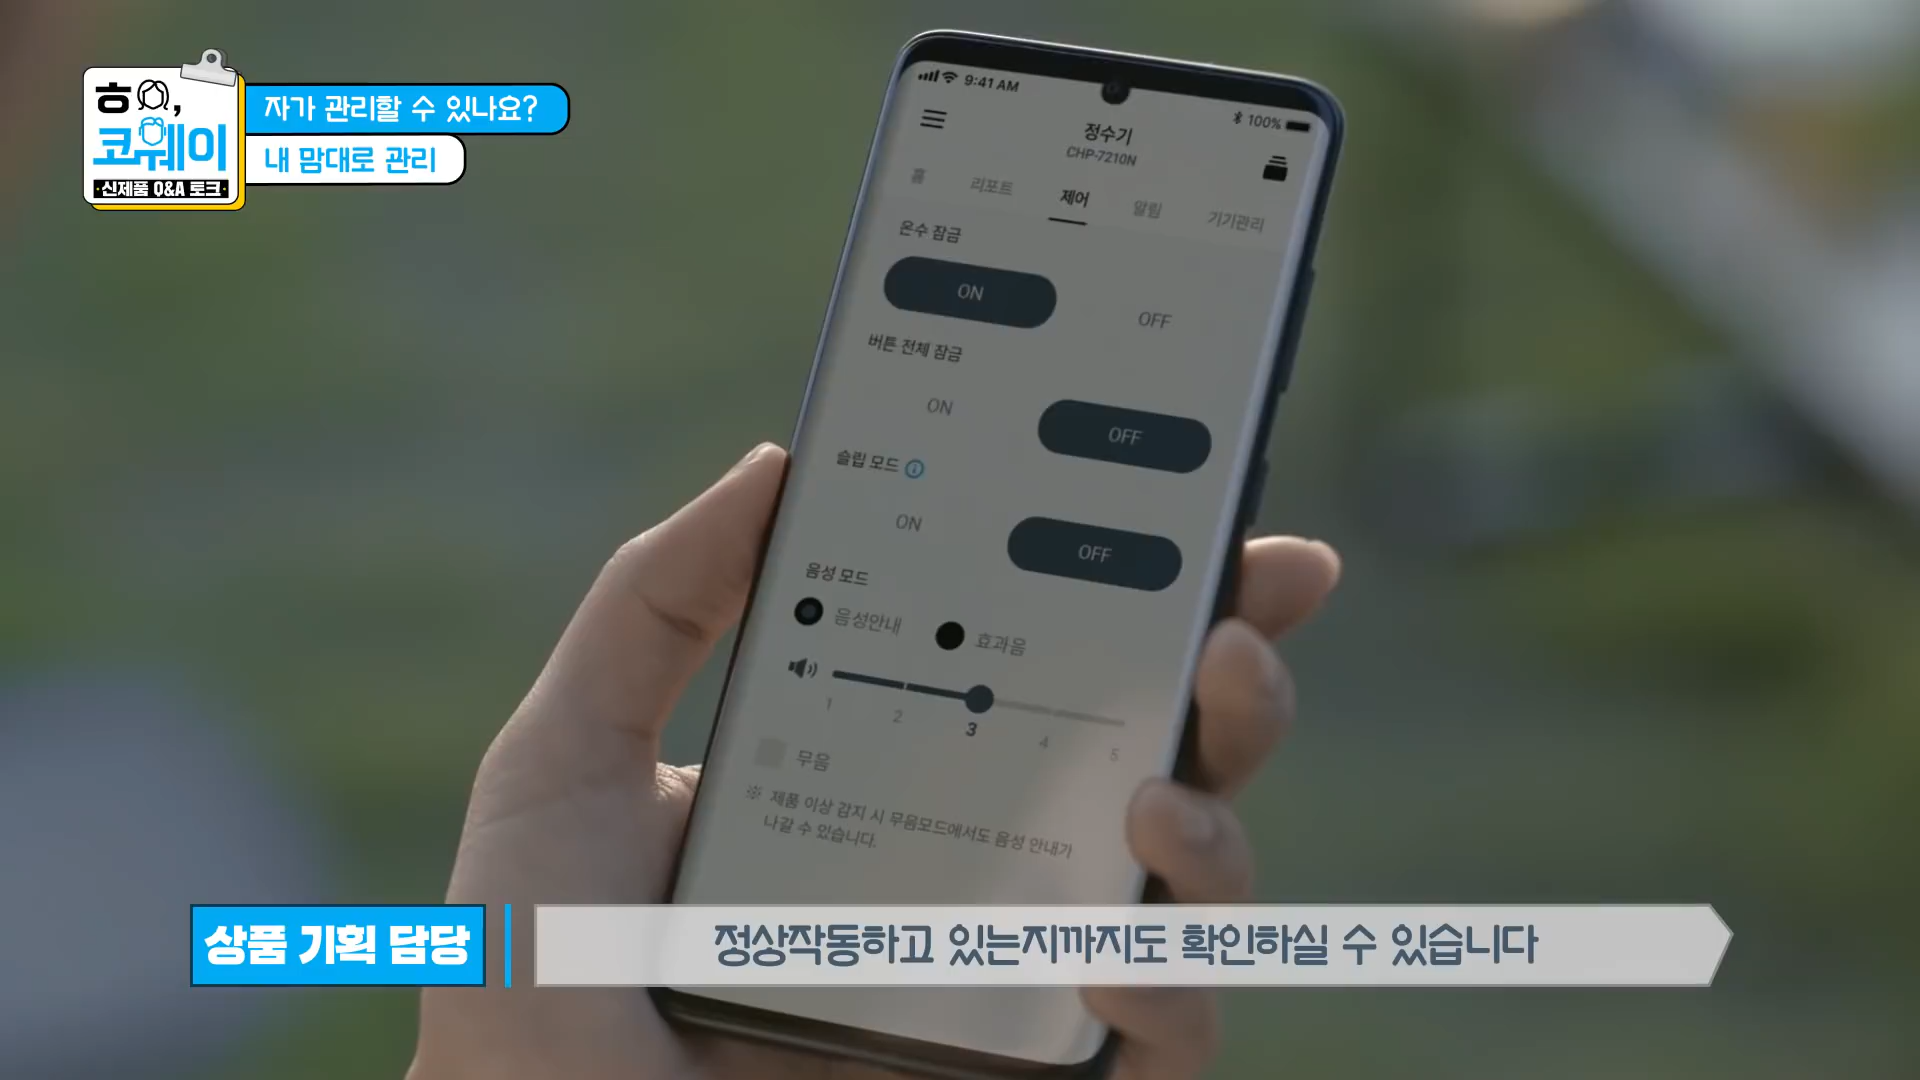 흠,
코웨이
신제품 Q&A 토크
자가 관리할 수 있나요?
내 맘대로 관리
9:41 AM
100%
정수기
CHP-7210N
홈 리포트 제어 알림 기기관리
온수 잠금
ON OFF
버튼 전체 잠금
ON OFF
슬립 모드
ON OFF
음성 모드
음성안내 효과음
1 2 3 4 5
무음
※ 제품 이상 감지 시 무음모드에서도 음성 안내가
나갈 수 있습니다.
상품 기획 담당
정상작동하고 있는지까지도 확인하실 수 있습니다